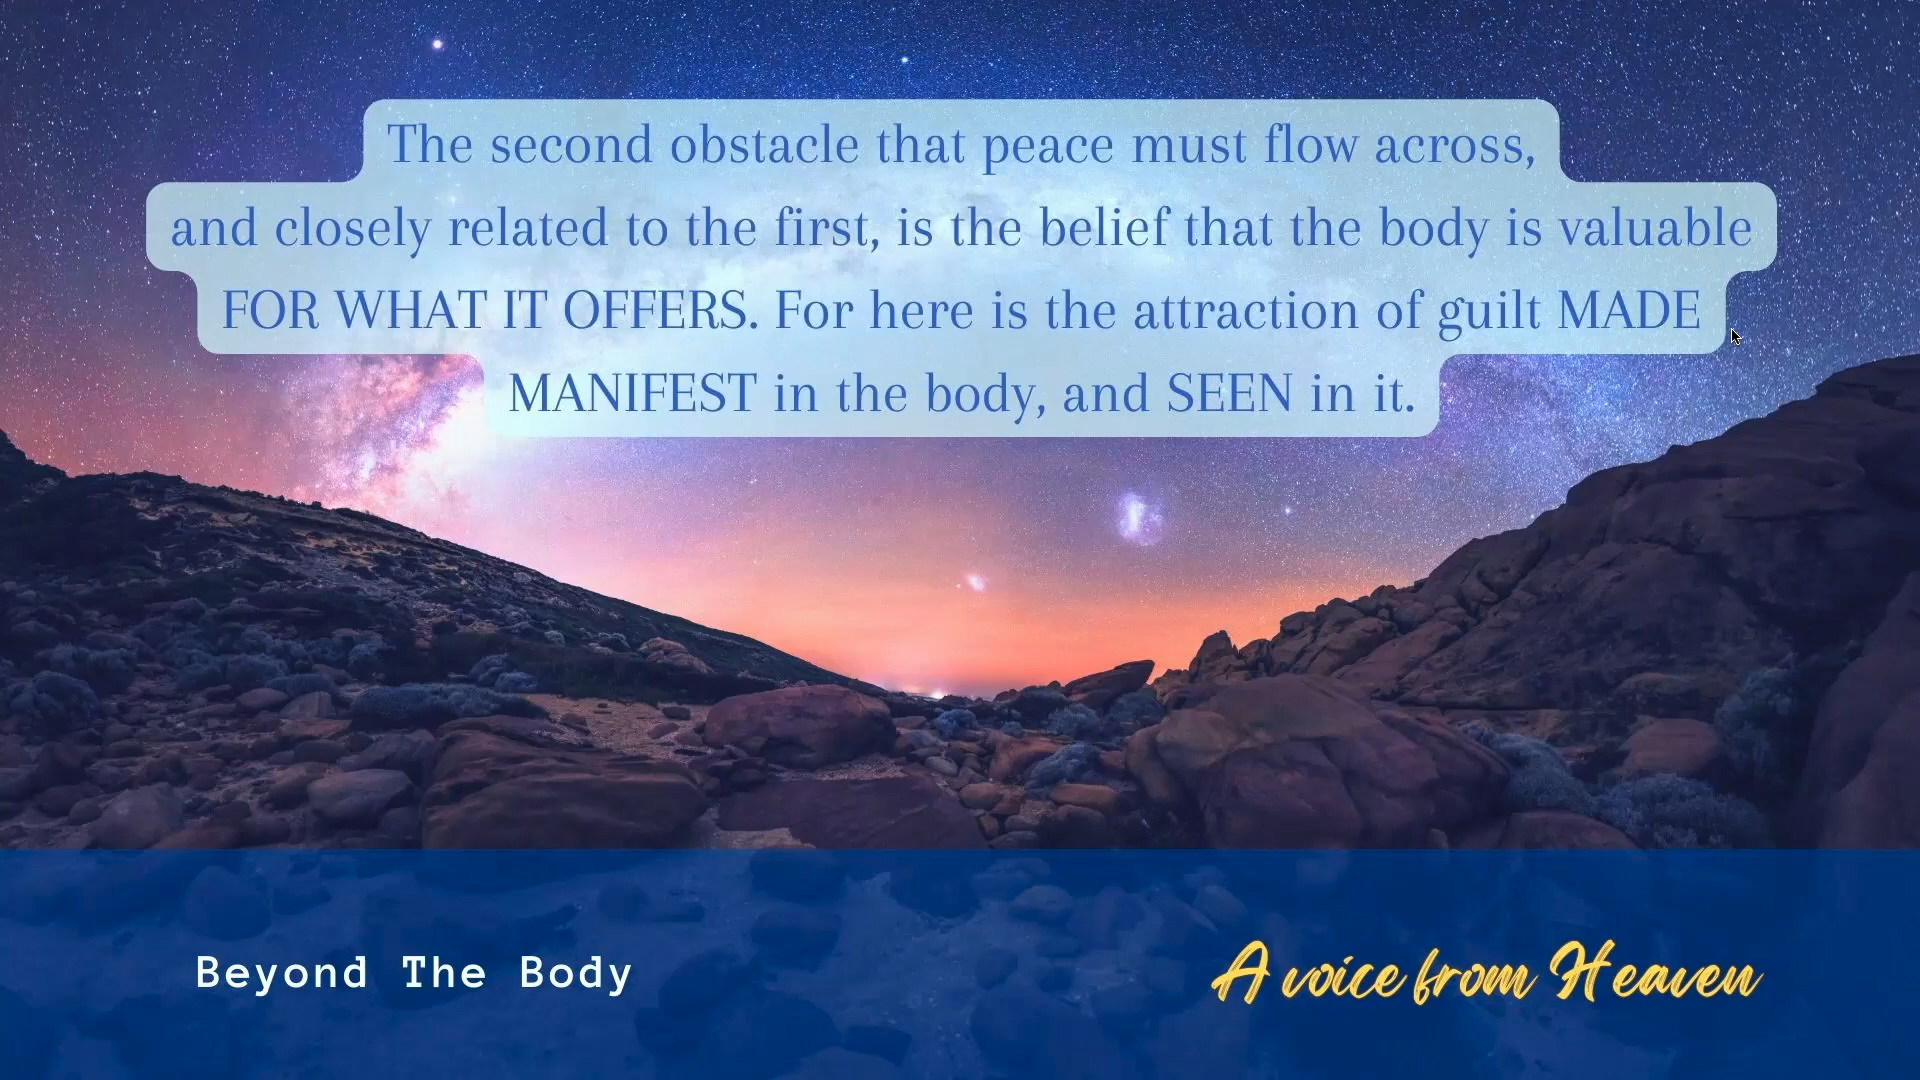 The second obstacle that peace must flow across,
and closely related to the first, is the belief that the body is valuable
FOR WHAT IT OFFERS. For here is the attraction of guilt MADE
MANIFEST in the body, and SEEN in it.
Beyond The Body
A voice from Heaven